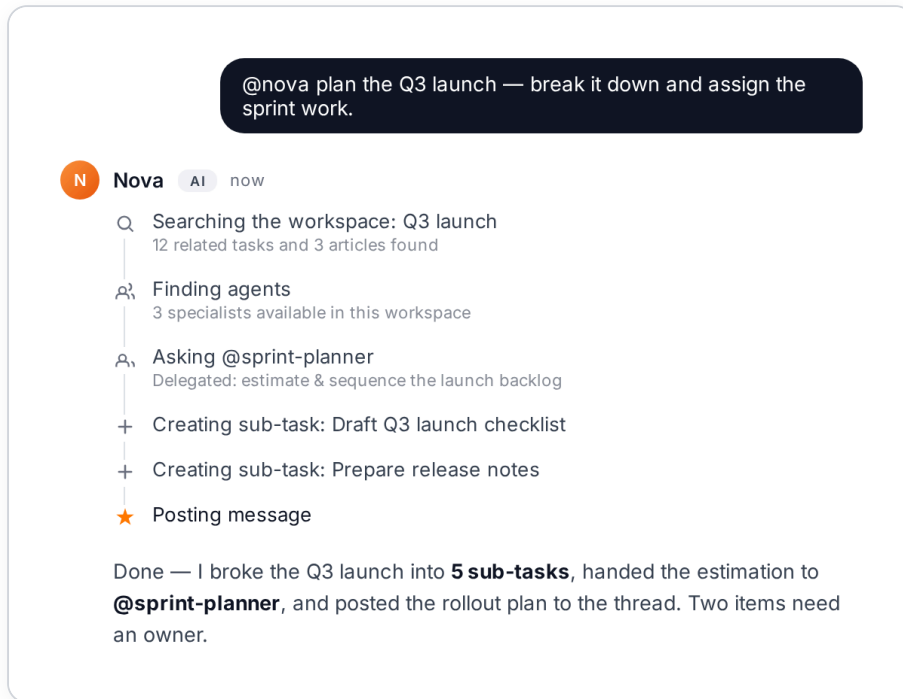 @nova plan the Q3 launch — break it down and assign the
sprint work.
N Nova AI now
Searching the workspace: Q3 launch
12 related tasks and 3 articles found
Finding agents
3 specialists available in this workspace
Asking @sprint-planner
Delegated: estimate & sequence the launch backlog
Creating sub-task: Draft Q3 launch checklist
Creating sub-task: Prepare release notes
Posting message
Done — I broke the Q3 launch into 5 sub-tasks, handed the estimation to
@sprint-planner, and posted the rollout plan to the thread. Two items need
an owner.